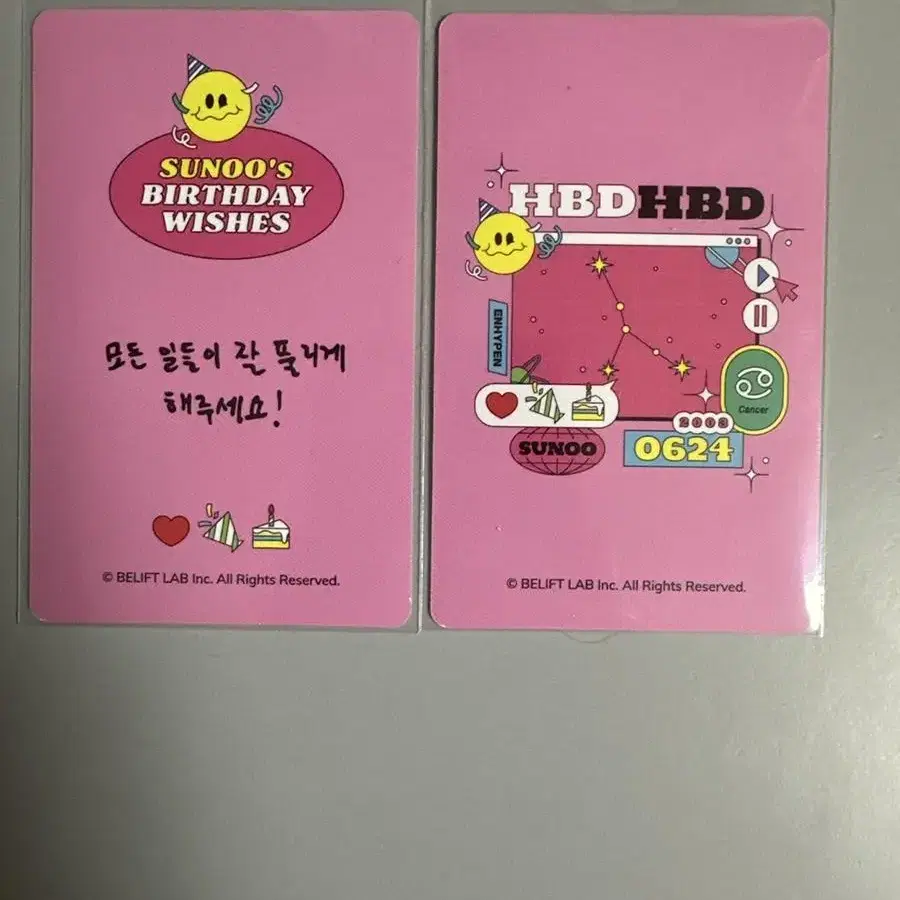 SUNOO's
BIRTHDAY
WISHES
모든 일들이 잘 풀리게
해주세요!
© BELIFT LAB Inc. All Rights Reserved.
HBDHBD
ENHYPEN
Cancer
2003
SUNOO
0624
© BELIFT LAB Inc. All Rights Reserved.